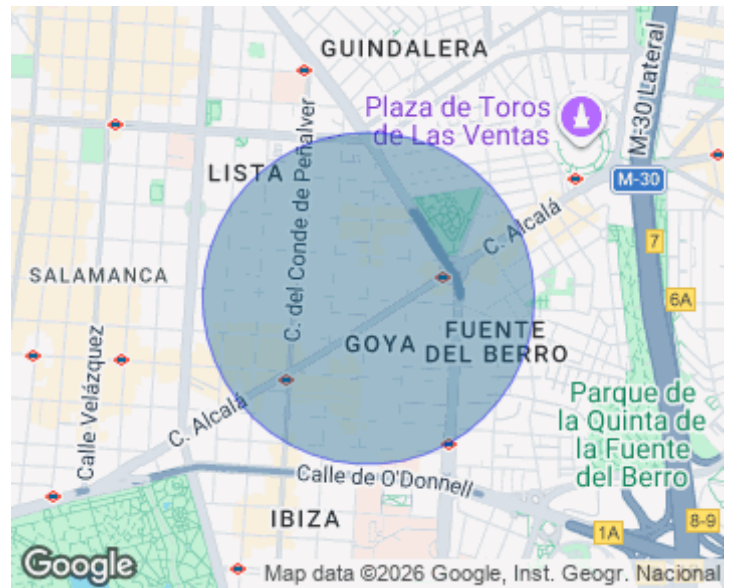 GUINDALERA
Plaza de Toros
de Las Ventas
M-30 Lateral
M-30
LISTA
C. del Conde de Peñalver
C. Alcalá
7
SALAMANCA
6A
GOYA
FUENTE
DEL BERRO
Calle Velázquez
C. Alcalá
Parque de
la Quinta de
la Fuente
del Berro
Calle de O'Donnell
IBIZA
1A
8-9
Google
Map data ©2026 Google, Inst. Geogr. Nacional